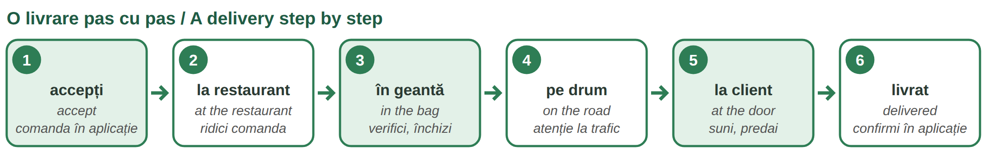 O livrare pas cu pas / A delivery step by step
1
accepți
accept
comanda în aplicație
2
la restaurant
at the restaurant
ridici comanda
3
în geantă
in the bag
verifici, închizi
4
pe drum
on the road
atenție la trafic
5
la client
at the door
suni, predai
6
livrat
delivered
confirmi în aplicație